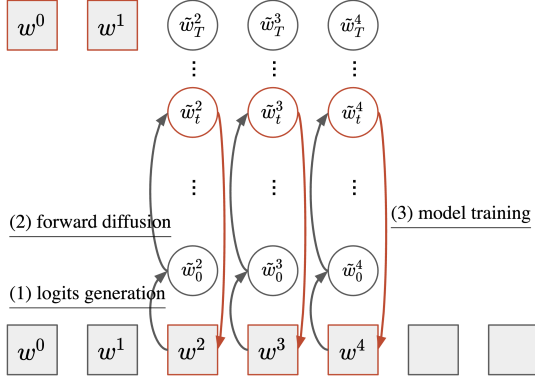 w^0 w^1 w̃_T^2 w̃_T^3 w̃_T^4
w̃_t^2 w̃_t^3 w̃_t^4
(3) model training
(2) forward diffusion
w̃_0^2 w̃_0^3 w̃_0^4
(1) logits generation
w^0 w^1 w^2 w^3 w^4